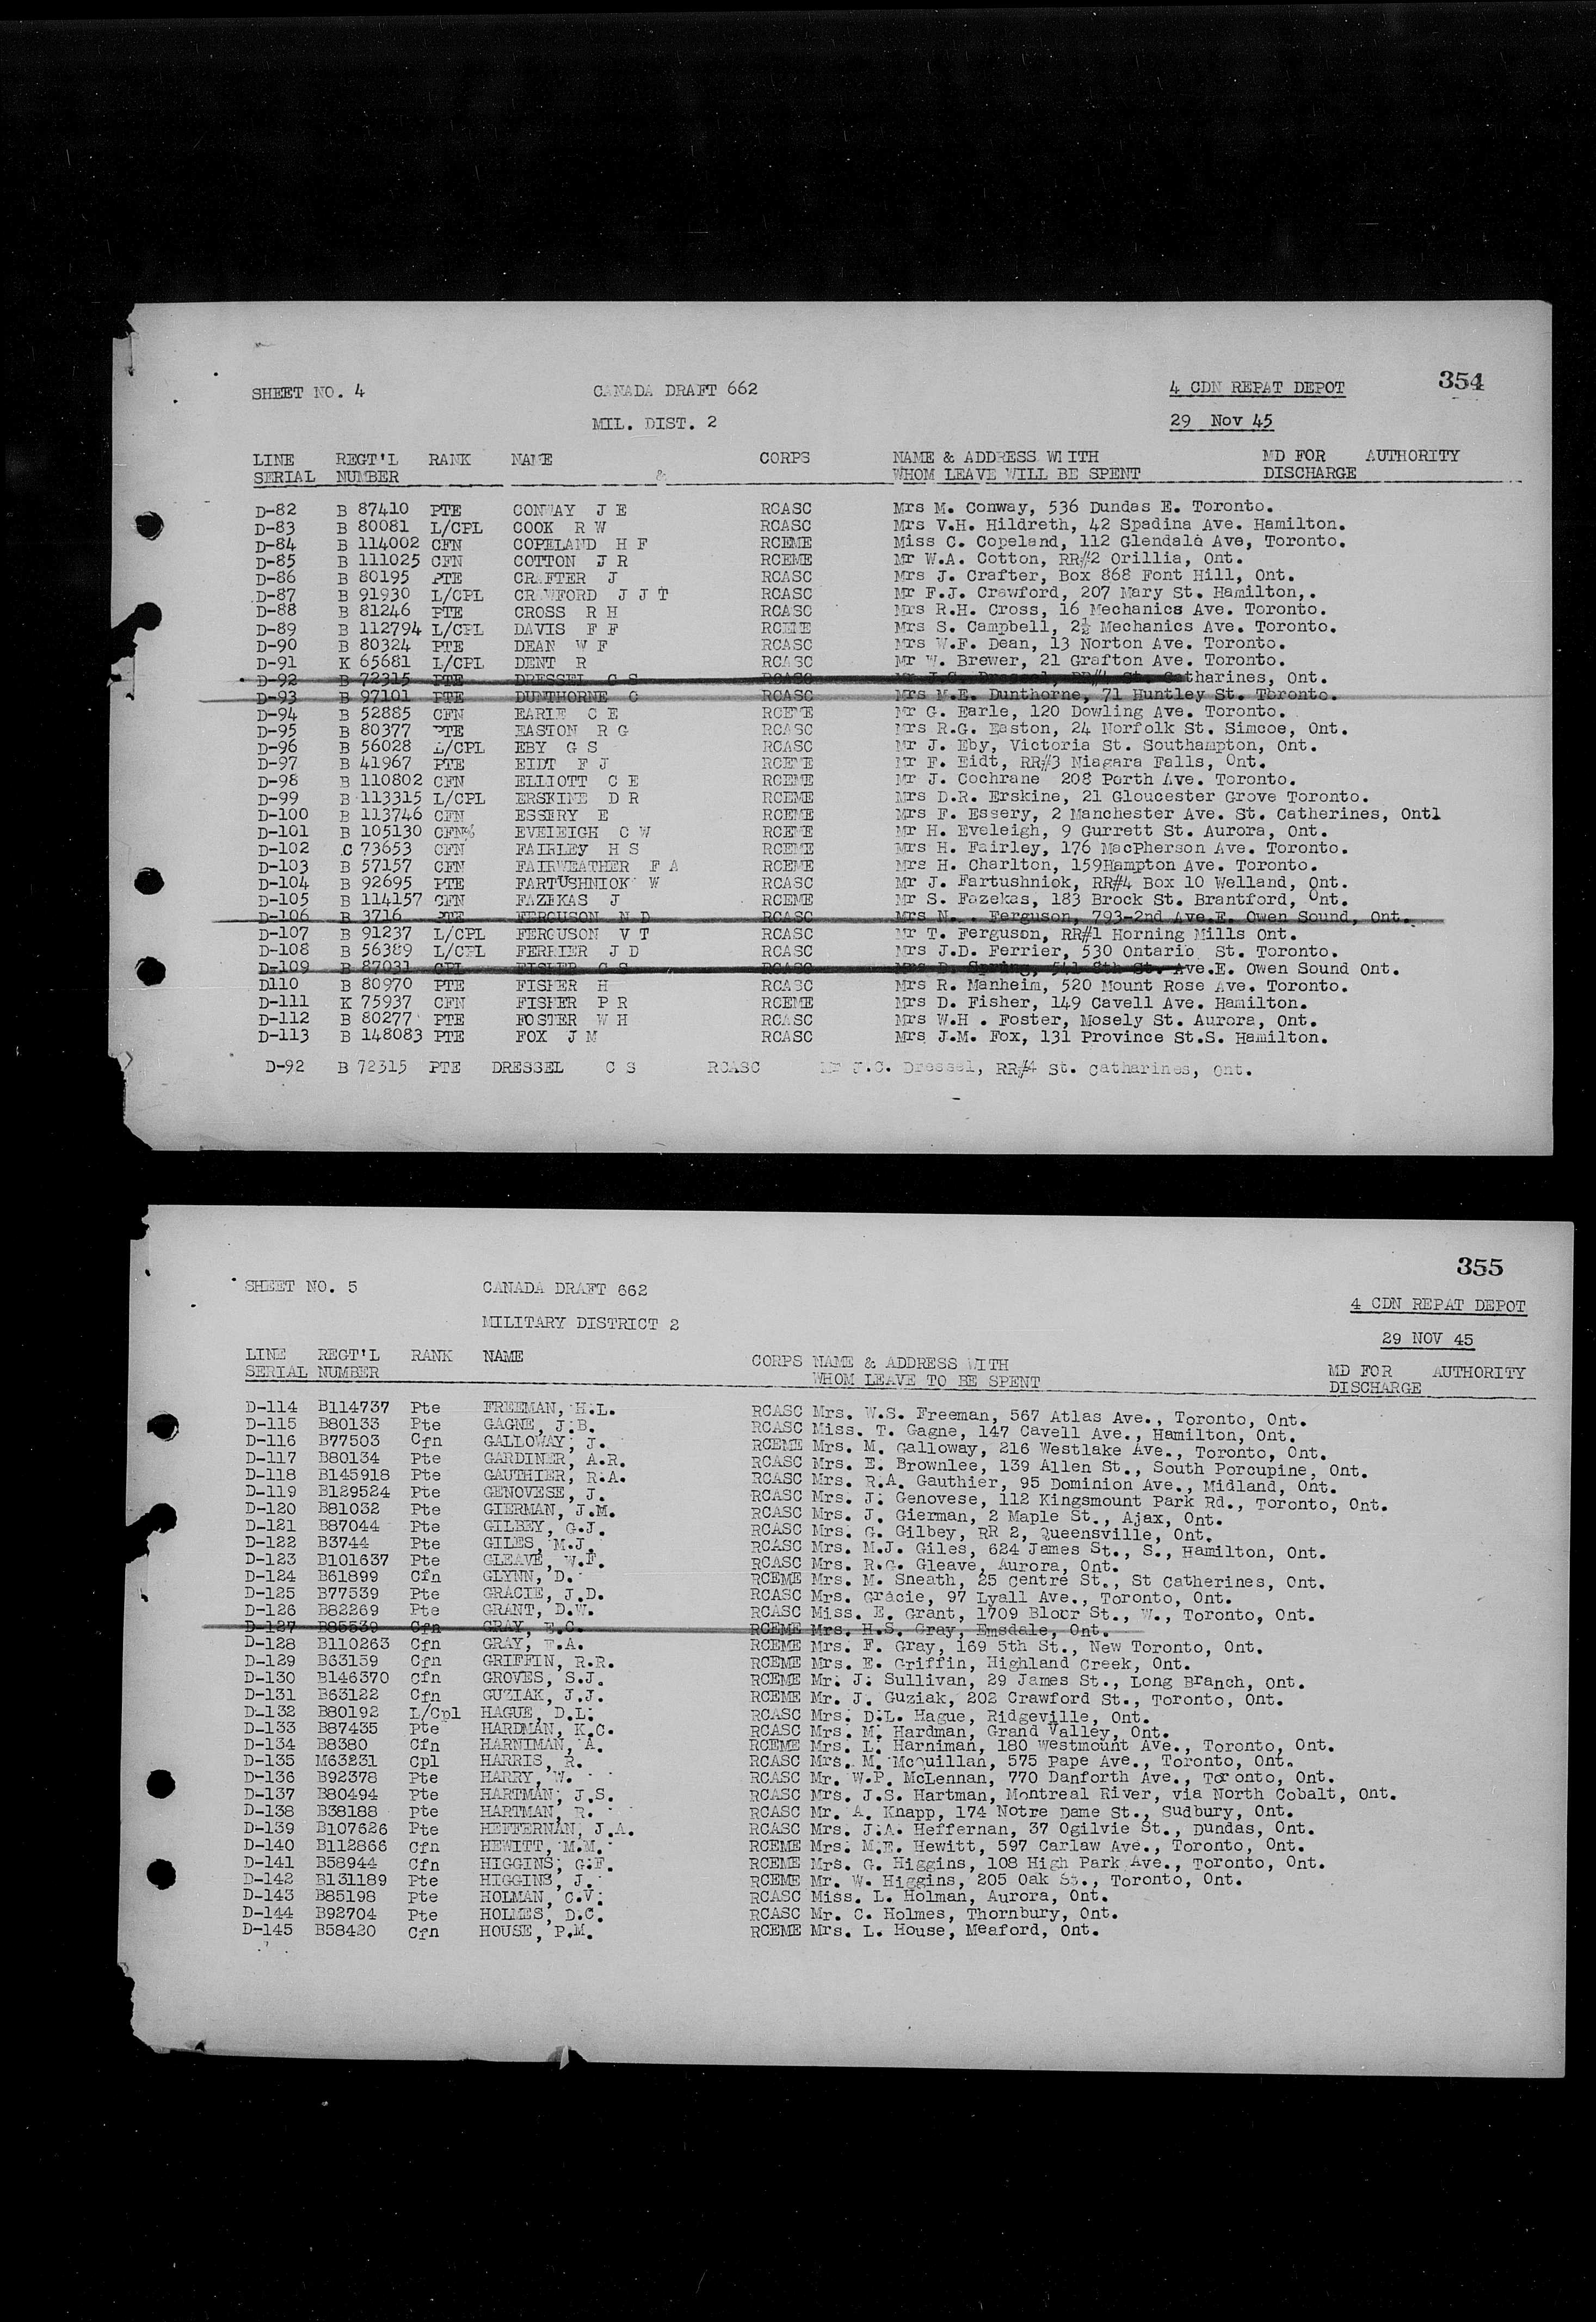 354
SHEET NO. 4 CANADA DRAFT 662 4 CDN REPAT DEPOT
MIL. DIST. 2 29 Nov 45
LINE REGT'L RANK NAME CORPS NAME & ADDRESS WIITH MD FOR AUTHORITY
SERIAL NUMBER & WHOM LEAVE WILL BE SPENT DISCHARGE
D-82 B 87410 PTE CONWAY J E RCASC Mrs M. Conway, 536 Dundas E. Toronto.
D-83 B 80081 L/CPL COOK R W RCASC Mrs V.H. Hildreth, 42 Spadina Ave. Hamilton.
D-84 B 114002 CFN COPELAND H F RCEME Miss C. Copeland, 112 Glendale Ave, Toronto.
D-85 B 111025 CFN COTTON J R RCEME Mr W.A. Cotton, RR#2 Orillia, Ont.
D-86 B 80195 PTE CRAFTER J RCASC Mrs J. Crafter, Box 868 Font Hill, Ont.
D-87 B 91930 L/CPL CRAWFORD J J T RCASC Mr F.J. Crawford, 207 Mary St. Hamilton,.
D-88 B 81246 PTE CROSS R H RCASC Mrs R.H. Cross, 16 Mechanics Ave. Toronto.
D-89 B 112794 L/CPL DAVIS F F RCEME Mrs S. Campbell, 2½ Mechanics Ave. Toronto.
D-90 B 80324 PTE DEAN W F RCASC Mrs W.F. Dean, 13 Norton Ave. Toronto.
D-91 K 65681 L/CPL DENT R RCASC Mr W. Brewer, 21 Grafton Ave. Toronto.
D-92 B 72315 PTE DRESSEL C S RCASC Mr J.C. Dressel, RR#4 St. Catharines, Ont.
D-93 B 97101 PTE DUNTHORNE C RCASC Mrs M.E. Dunthorne, 71 Huntley St. Toronto.
D-94 B 52885 CFN EARLE C E RCEME Mr G. Earle, 120 Dowling Ave. Toronto.
D-95 B 80377 PTE EASTON R G RCASC Mrs R.G. Easton, 24 Norfolk St. Simcoe, Ont.
D-96 B 56028 L/CPL EBY G S RCASC Mr J. Eby, Victoria St. Southampton, Ont.
D-97 B 41967 PTE EIDT F J RCEME Mr F. Eidt, RR#3 Niagara Falls, Ont.
D-98 B 110802 CFN ELLIOTT C E RCEME Mr J. Cochrane 208 Perth Ave. Toronto.
D-99 B 113315 L/CPL ERSKINE D R RCEME Mrs D.R. Erskine, 21 Gloucester Grove Toronto.
D-100 B 113746 CFN ESSERY E RCEME Mrs F. Essery, 2 Manchester Ave. St. Catherines, Ontl
D-101 B 105130 CFN EVELEIGH C W RCEME Mr H. Eveleigh, 9 Gurrett St. Aurora, Ont.
D-102 C 73653 CFN FAIRLEY H S RCEME Mrs H. Fairley, 176 MacPherson Ave. Toronto.
D-103 B 57157 CFN FAIRWEATHER F A RCEME Mrs H. Charlton, 159Hampton Ave. Toronto.
D-104 B 92695 PTE FARTUSHNIOK W RCASC Mr J. Fartushniok, RR#4 Box 10 Welland, Ont.
D-105 B 114157 CFN FAZEKAS J RCEME Mr S. Fazekas, 183 Brock St. Brantford, Ont.
D-106 B 3716 PTE FERGUSON N D RCASC Mrs N. . Ferguson, 793-2nd Ave.E. Owen Sound, Ont.
D-107 B 91237 L/CPL FERGUSON V T RCASC Mr T. Ferguson, RR#1 Horning Mills Ont.
D-108 B 56389 L/CPL FERRIER J D RCASC Mrs J.D. Ferrier, 530 Ontario St. Toronto.
D-109 B 87031 CPL FISHER C S RCASC Mrs D. Spring, 541 8th St. Ave.E. Owen Sound Ont.
D110 B 80970 PTE FISHER H RCASC Mrs R. Manheim, 520 Mount Rose Ave. Toronto.
D-111 K 75937 CFN FISHER P R RCEME Mrs D. Fisher, 149 Cavell Ave. Hamilton.
D-112 B 80277 PTE FOSTER W H RCASC Mrs W.H . Foster, Mosely St. Aurora, Ont.
D-113 B 148083 PTE FOX J M RCASC Mrs J.M. Fox, 131 Province St.S. Hamilton.
D-92 B 72315 PTE DRESSEL C S RCASC Mr J.C. Dressel, RR#4 St. Catharines, Ont.
355
SHEET NO. 5 CANADA DRAFT 662 4 CDN REPAT DEPOT
MILITARY DISTRICT 2 29 NOV 45
LINE REGT'L RANK NAME CORPS NAME & ADDRESS WITH MD FOR AUTHORITY
SERIAL NUMBER WHOM LEAVE TO BE SPENT DISCHARGE
D-114 B114737 Pte FREEMAN, H.L. RCASC Mrs. W.S. Freeman, 567 Atlas Ave., Toronto, Ont.
D-115 B80133 Pte GAGNE, J.B. RCASC Miss. T. Gagne, 147 Cavell Ave., Hamilton, Ont.
D-116 B77503 Cfn GALLOWAY, J. RCEME Mrs. M. Galloway, 216 Westlake Ave., Toronto, Ont.
D-117 B80134 Pte GARDINER, A.R. RCASC Mrs. E. Brownlee, 139 Allen St., South Porcupine, Ont.
D-118 B145918 Pte GAUTHIER, R.A. RCASC Mrs. R.A. Gauthier, 95 Dominion Ave., Midland, Ont.
D-119 B129524 Pte GENOVESE, J. RCASC Mrs. J. Genovese, 112 Kingsmount Park Rd., Toronto, Ont.
D-120 B81032 Pte GIERMAN, J.M. RCASC Mrs. J. Gierman, 2 Maple St., Ajax, Ont.
D-121 B87044 Pte GILBEY, G.J. RCASC Mrs. G. Gilbey, RR 2, Queensville, Ont.
D-122 B3744 Pte GILES, M.J. RCASC Mrs. M.J. Giles, 624 James St., S., Hamilton, Ont.
D-123 B101637 Pte GLEAVE, W.F. RCASC Mrs. R.G. Gleave, Aurora, Ont.
D-124 B61899 Cfn GLYNN, D. RCEME Mrs. M. Sneath, 25 Centre St., St Catherines, Ont.
D-125 B77539 Pte GRACIE, J.D. RCASC Mrs. Gracie, 97 Lyall Ave., Toronto, Ont.
D-126 B82269 Pte GRANT, D.W. RCASC Miss. E. Grant, 1709 Bloor St., W., Toronto, Ont.
D-127 B85539 Cfn GRAY, E.C. RCEME Mrs. H.S. Gray, Emsdale, Ont.
D-128 B110263 Cfn GRAY, F.A. RCEME Mrs. F. Gray, 169 5th St., New Toronto, Ont.
D-129 B63159 Cfn GRIFFIN, R.R. RCEME Mrs. E. Griffin, Highland Creek, Ont.
D-130 B146370 Cfn GROVES, S.J. RCEME Mr. J. Sullivan, 29 James St., Long Branch, Ont.
D-131 B63122 Cfn GUZIAK, J.J. RCEME Mr. J. Guziak, 202 Crawford St., Toronto, Ont.
D-132 B80192 L/Cpl HAGUE, D.L. RCASC Mrs. D.L. Hague, Ridgeville, Ont.
D-133 B87435 Pte HARDMAN, K.C. RCASC Mrs. M. Hardman, Grand Valley, Ont.
D-134 B8380 Cfn HARNIMAN, A. RCEME Mrs. L. Harniman, 180 Westmount Ave., Toronto, Ont.
D-135 M63231 Cpl HARRIS, R. RCASC Mrs. M. McQuillan, 575 Pape Ave., Toronto, Ont.
D-136 B92378 Pte HARRY, W. RCASC Mr. W.P. McLennan, 770 Danforth Ave., Toronto, Ont.
D-137 B80494 Pte HARTMAN, J.S. RCASC Mrs. J.S. Hartman, Montreal River, via North Cobalt, Ont.
D-138 B38188 Pte HARTMAN, R. RCASC Mr. A. Knapp, 174 Notre Dame St., Sudbury, Ont.
D-139 B107626 Pte HEFFERNAN, J.A. RCASC Mrs. J.A. Heffernan, 37 Ogilvie St., Dundas, Ont.
D-140 B112866 Cfn HEWITT, M.M. RCEME Mrs. M.E. Hewitt, 597 Carlaw Ave., Toronto, Ont.
D-141 B58944 Cfn HIGGINS, G.F. RCEME Mrs. G. Higgins, 108 High Park Ave., Toronto, Ont.
D-142 B131189 Pte HIGGINS, J. RCEME Mr. W. Higgins, 205 Oak St., Toronto, Ont.
D-143 B85198 Pte HOLMAN, C.V. RCASC Miss. L. Holman, Aurora, Ont.
D-144 B92704 Pte HOLMES, D.C. RCASC Mr. C. Holmes, Thornbury, Ont.
D-145 B58420 Cfn HOUSE, P.M. RCEME Mrs. L. House, Meaford, Ont.